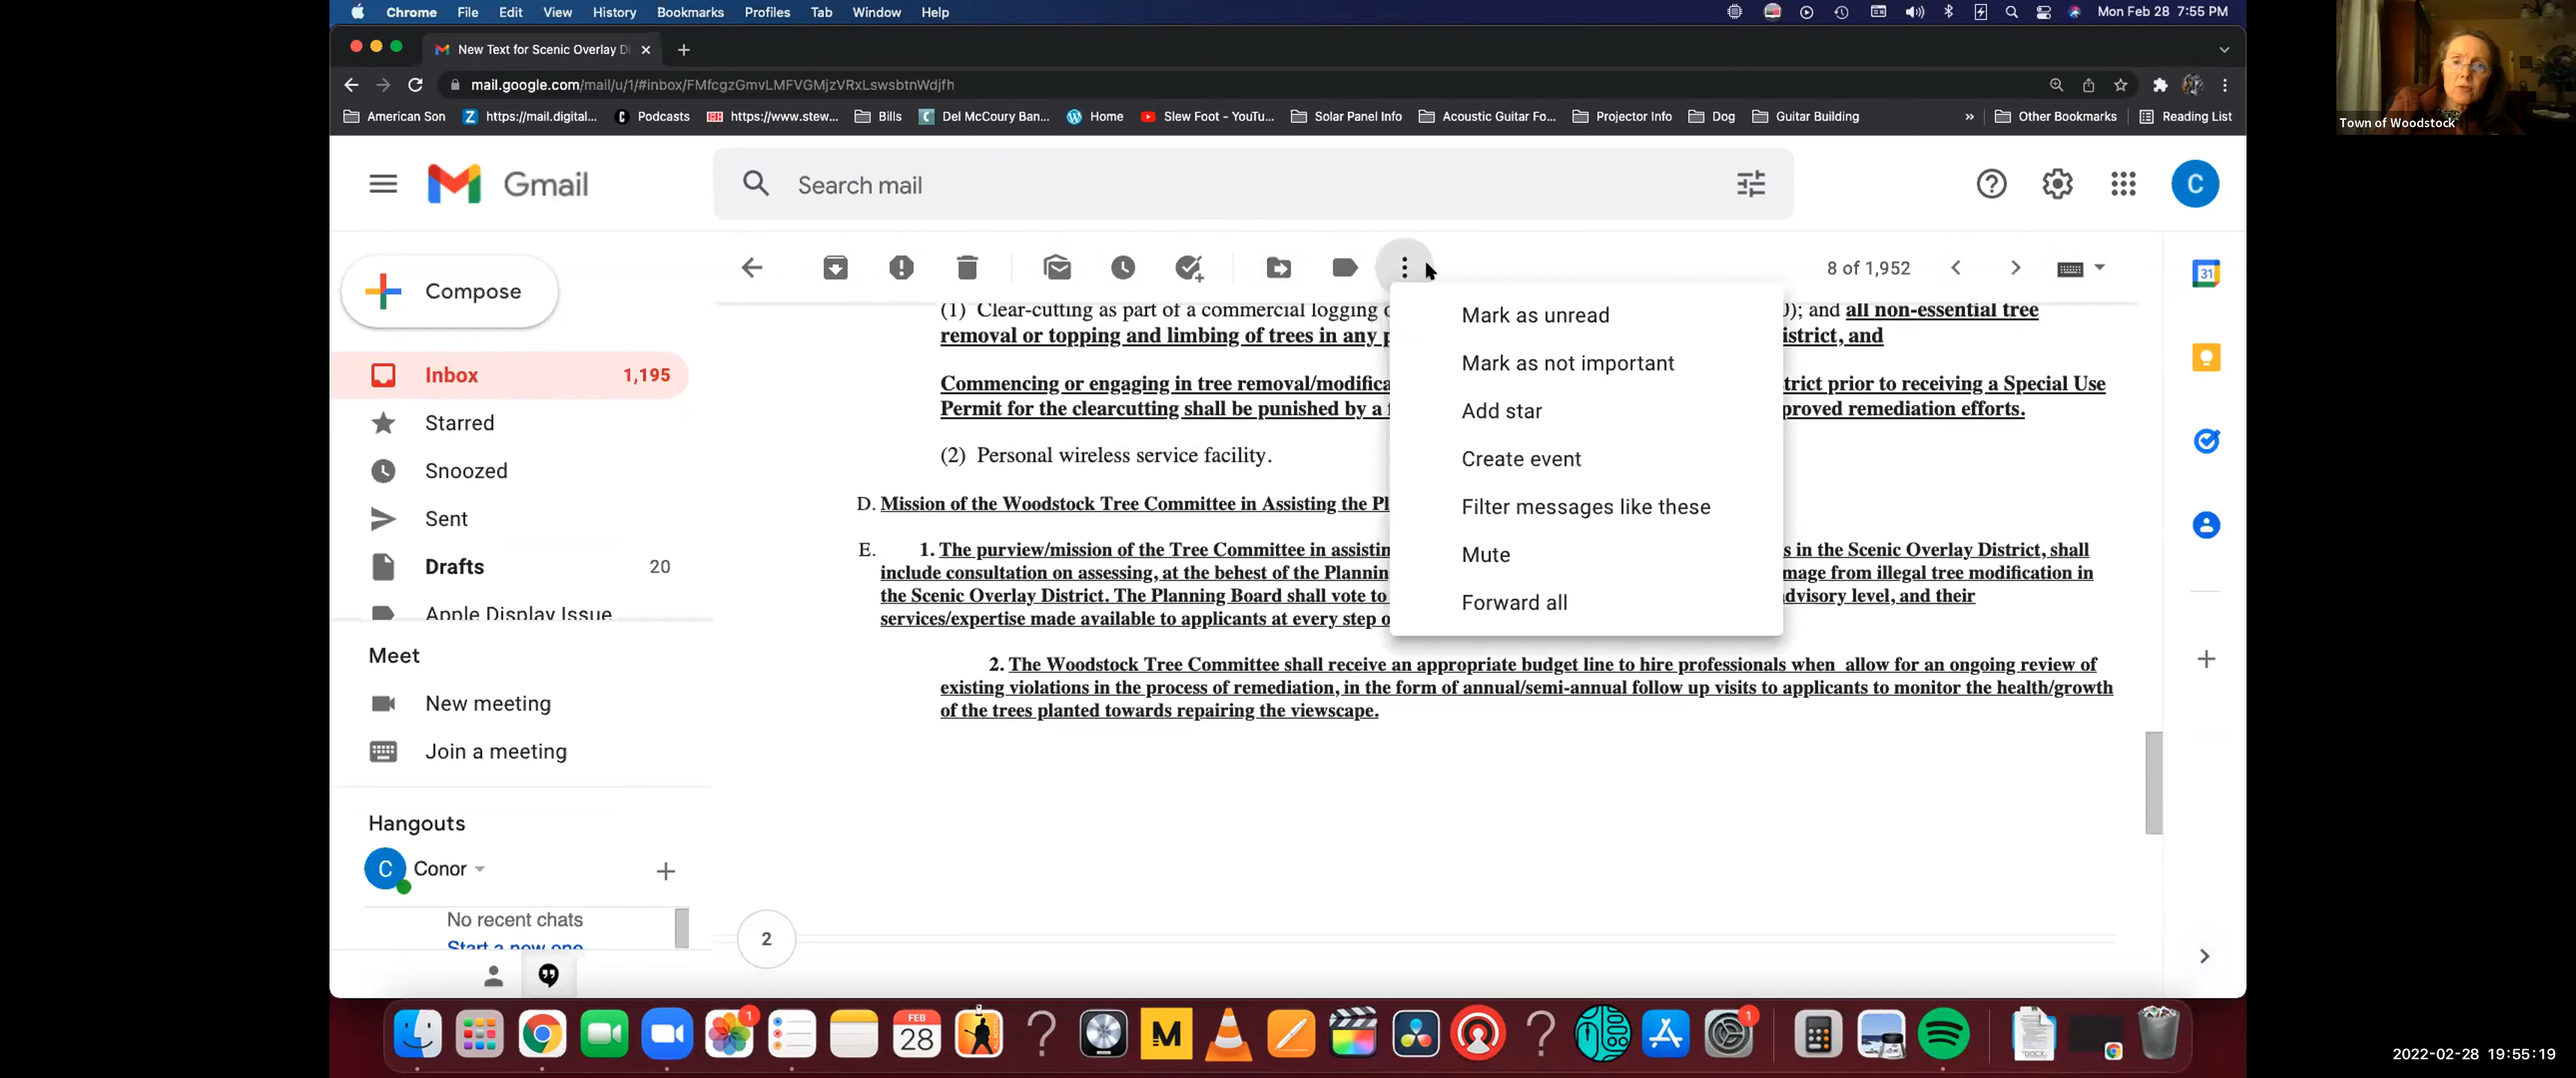 Chrome File Edit View History Bookmarks Profiles Tab Window Help Mon Feb 28 7:55 PM
New Text for Scenic Overlay Di
mail.google.com/mail/u/1/#inbox/FMfcgzGmvLMFVGMjzVRxLswsbtnWdjfh
American Son https://mail.digital... Podcasts https://www.stew... Bills Del McCoury Ban... Home Slew Foot - YouTu... Solar Panel Info Acoustic Guitar Fo... Projector Info Dog Guitar Building » Other Bookmarks Reading List
Town of Woodstock
Gmail Search mail C
8 of 1,952
31
Compose
Inbox 1,195
Starred
Snoozed
Sent
Drafts 20
Apple Display Issue
Meet
New meeting
Join a meeting
Hangouts
C Conor
No recent chats
Start a new one
(1) Clear-cutting as part of a commercial logging
); and all non-essential tree
removal or topping and limbing of trees in any
istrict, and
Commencing or engaging in tree removal/modifica
trict prior to receiving a Special Use
Permit for the clearcutting shall be punished by a
proved remediation efforts.
(2) Personal wireless service facility.
D. Mission of the Woodstock Tree Committee in Assisting the Pl
E. 1. The purview/mission of the Tree Committee in assistin
s in the Scenic Overlay District, shall
include consultation on assessing, at the behest of the Plannin
mage from illegal tree modification in
the Scenic Overlay District. The Planning Board shall vote to
dvisory level, and their
services/expertise made available to applicants at every step
2. The Woodstock Tree Committee shall receive an appropriate budget line to hire professionals when allow for an ongoing review of
existing violations in the process of remediation, in the form of annual/semi-annual follow up visits to applicants to monitor the health/growth
of the trees planted towards repairing the viewscape.
Mark as unread
Mark as not important
Add star
Create event
Filter messages like these
Mute
Forward all
2
1
FEB
28
M
1
DOCX
2022-02-28 19:55:19